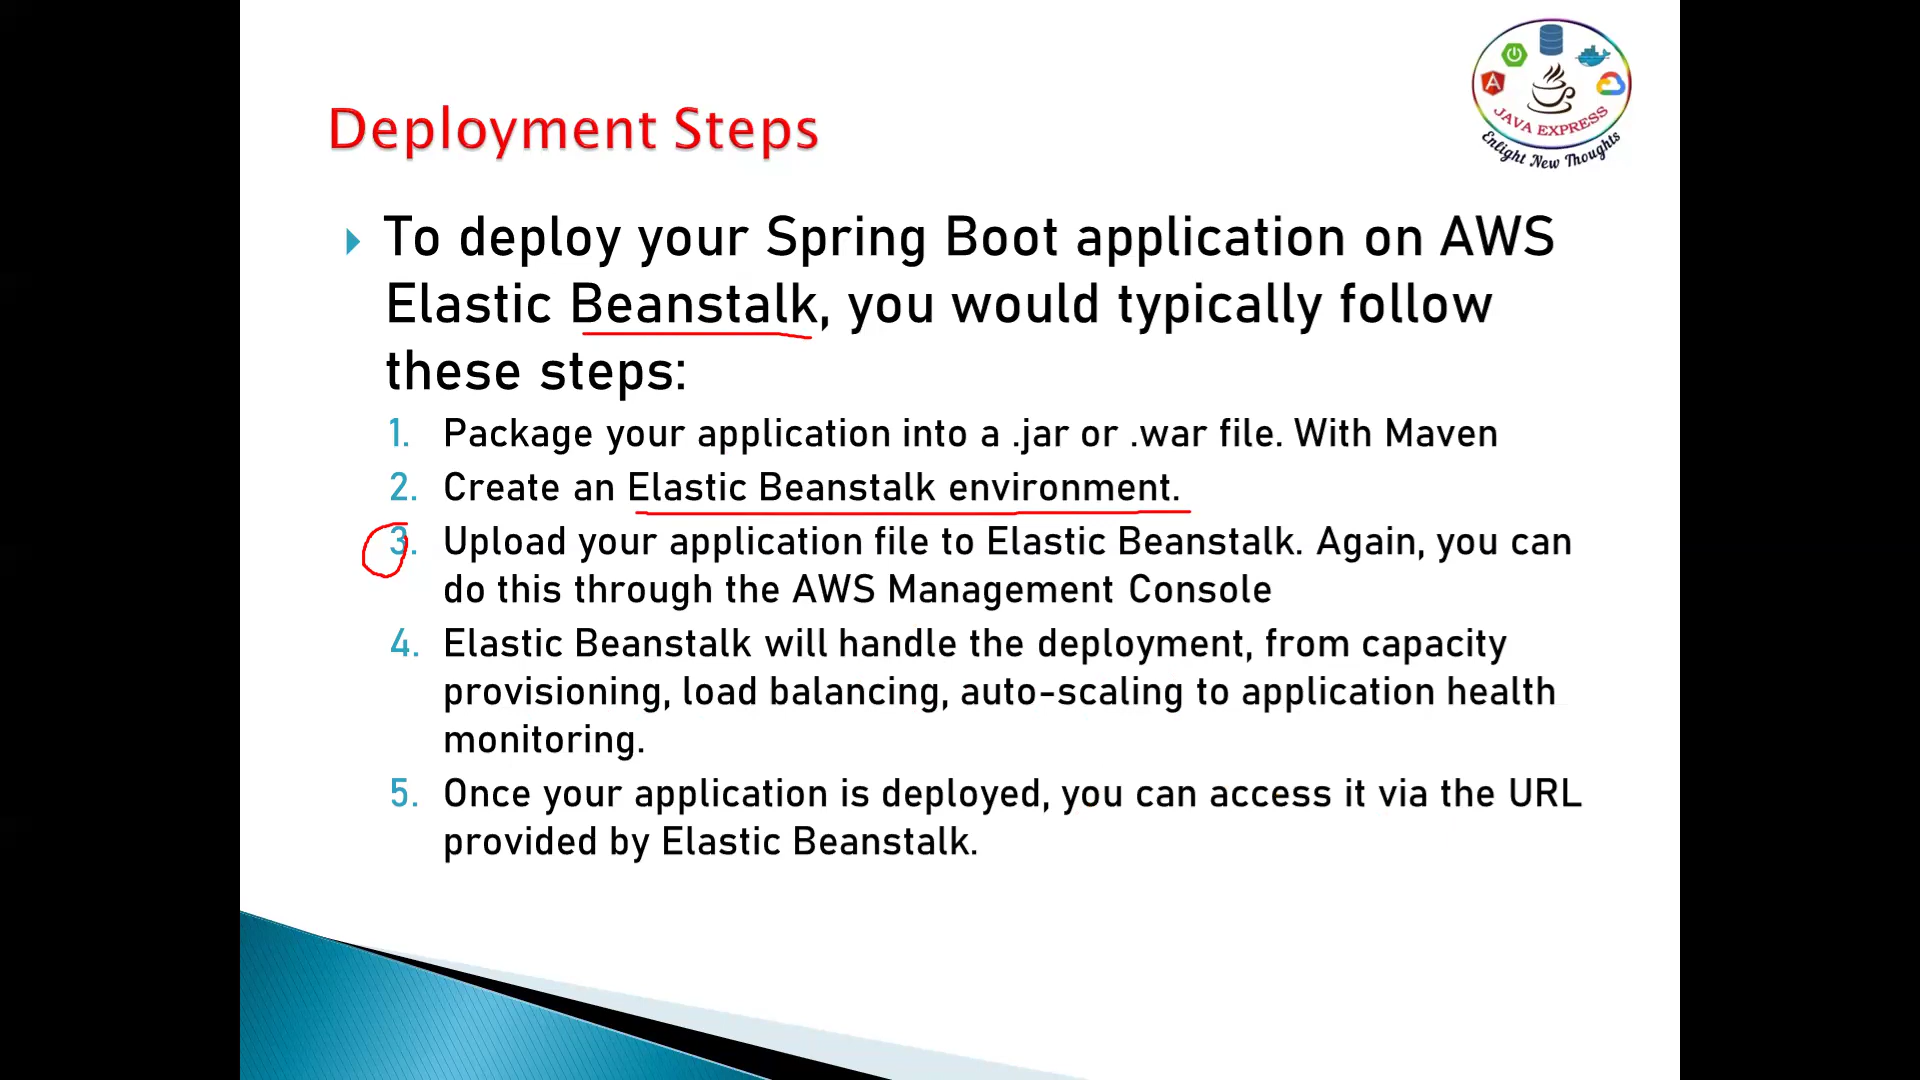 JAVA EXPRESS
Enlight New Thoughts
Deployment Steps
To deploy your Spring Boot application on AWS
Elastic Beanstalk, you would typically follow
these steps:
1. Package your application into a .jar or .war file. With Maven
2. Create an Elastic Beanstalk environment.
3. Upload your application file to Elastic Beanstalk. Again, you can
do this through the AWS Management Console
4. Elastic Beanstalk will handle the deployment, from capacity
provisioning, load balancing, auto-scaling to application health
monitoring.
5. Once your application is deployed, you can access it via the URL
provided by Elastic Beanstalk.